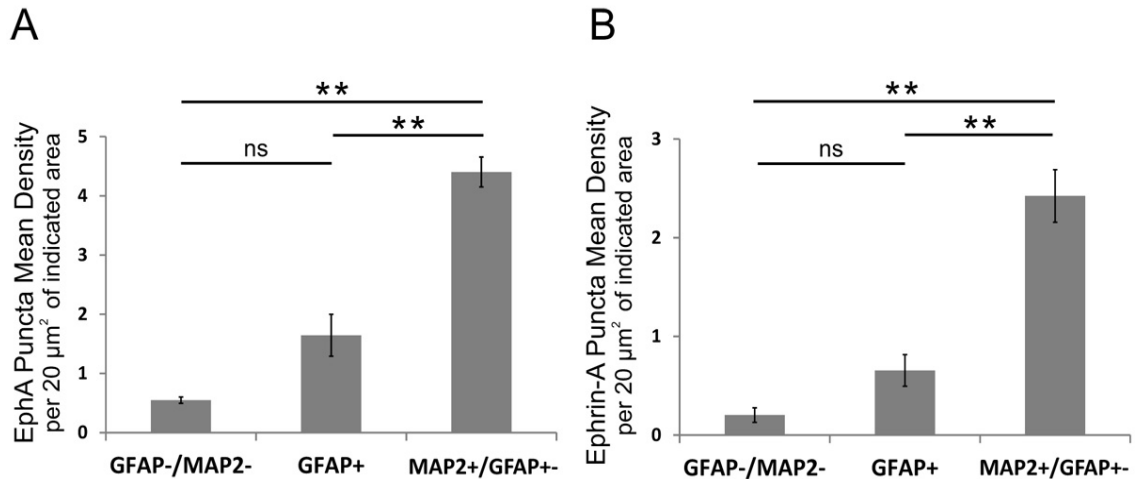 A
EphA Puncta Mean Density
per 20 µm² of indicated area
**
**
ns
5
4
3
2
1
0
GFAP-/MAP2-
GFAP+
MAP2+/GFAP+-
B
Ephrin-A Puncta Mean Density
per 20 µm² of indicated area
**
**
ns
3
2
1
0
GFAP-/MAP2-
GFAP+
MAP2+/GFAP+-